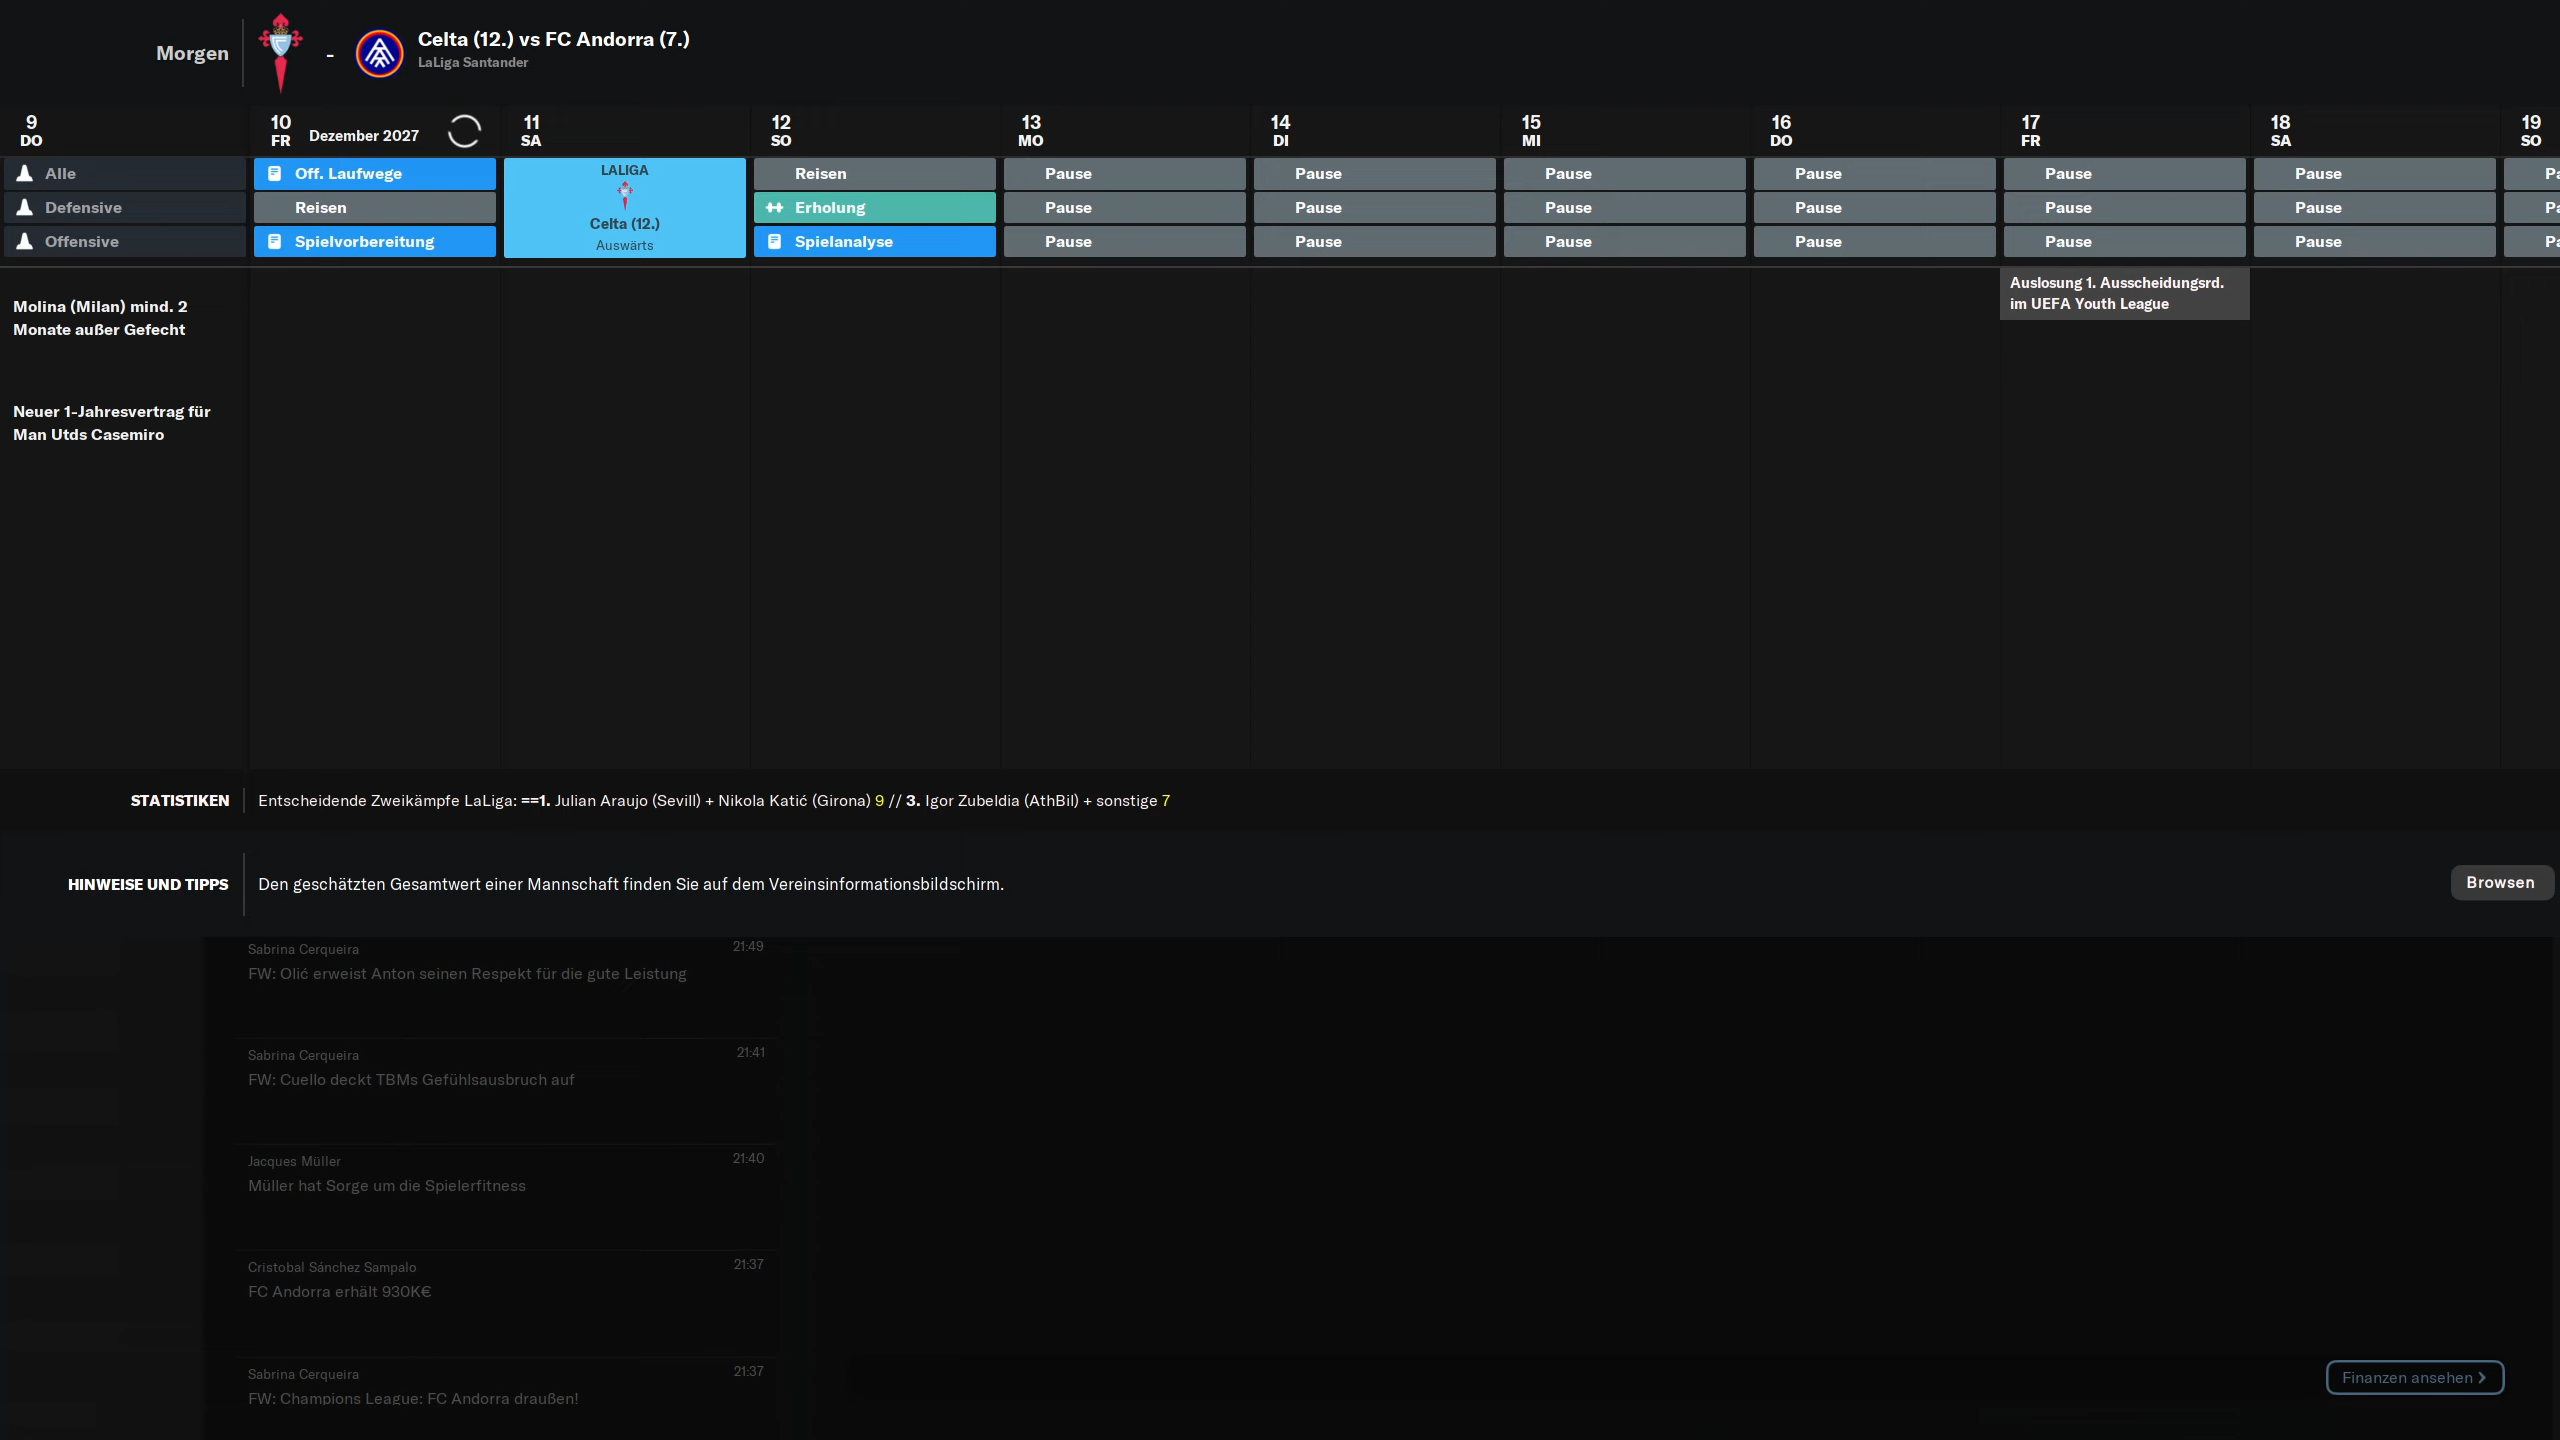 Morgen
-
Celta (12.) vs FC Andorra (7.)
LaLiga Santander
9
DO
10
FR
Dezember 2027
11
SA
12
SO
13
MO
14
DI
15
MI
16
DO
17
FR
18
SA
19
SO
Alle
Off. Laufwege
LALIGA
Reisen
Pause
Pause
Pause
Pause
Pause
Pause
Defensive
Reisen
Erholung
Pause
Pause
Pause
Pause
Pause
Pause
Celta (12.)
Offensive
Spielvorbereitung
Auswärts
Spielanalyse
Pause
Pause
Pause
Pause
Pause
Pause
Molina (Milan) mind. 2
Monate außer Gefecht
Auslosung 1. Ausscheidungsrd.
im UEFA Youth League
Neuer 1-Jahresvertrag für
Man Utds Casemiro
STATISTIKEN
Entscheidende Zweikämpfe LaLiga: ==1. Julian Araujo (Sevill) + Nikola Katić (Girona) 9 // 3. Igor Zubeldia (AthBil) + sonstige 7
HINWEISE UND TIPPS
Den geschätzten Gesamtwert einer Mannschaft finden Sie auf dem Vereinsinformationsbildschirm.
Browsen
Sabrina Cerqueira 21:49
FW: Olić erweist Anton seinen Respekt für die gute Leistung
Sabrina Cerqueira 21:41
FW: Cuello deckt TBMs Gefühlsausbruch auf
Jacques Müller 21:40
Müller hat Sorge um die Spielerfitness
Cristobal Sánchez Sampalo 21:37
FC Andorra erhält 930K€
Sabrina Cerqueira 21:37
FW: Champions League: FC Andorra draußen!
Finanzen ansehen